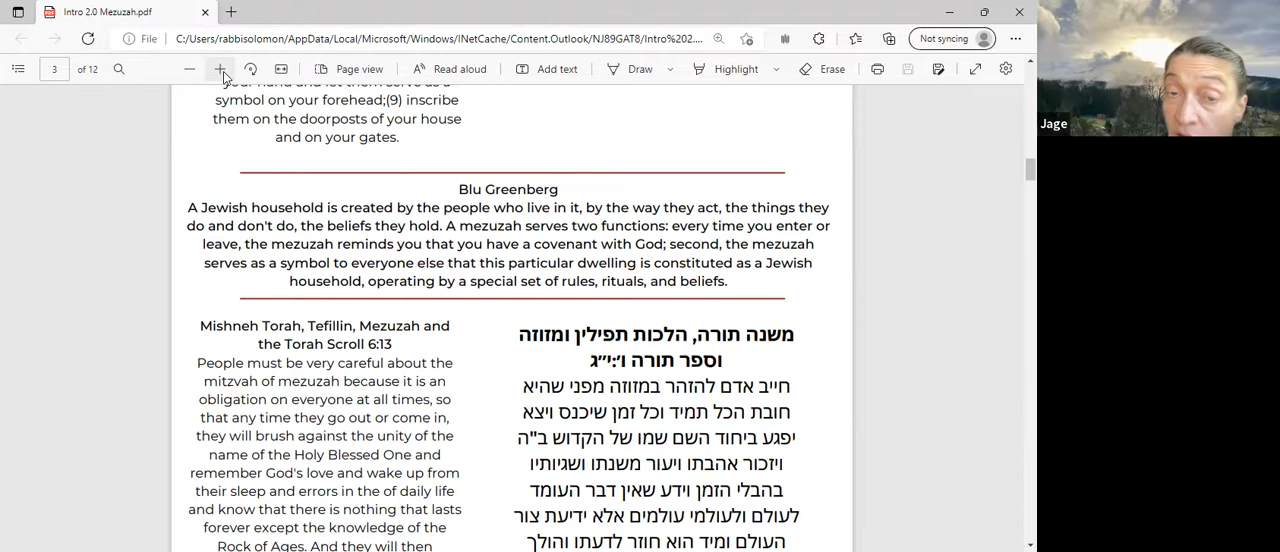 Intro 2.0 Mezuzah.pdf
File
C:/Users/rabbisolomon/AppData/Local/Microsoft/Windows/INetCache/Content.Outlook/NJ89GAT8/Intro%202....
Not syncing
3 of 12
Page view
Read aloud
Add text
Draw
Highlight
Erase
Jage
symbol on your forehead;(9) inscribe
them on the doorposts of your house
and on your gates.
Blu Greenberg
A Jewish household is created by the people who live in it, by the way they act, the things they
do and don't do, the beliefs they hold. A mezuzah serves two functions: every time you enter or
leave, the mezuzah reminds you that you have a covenant with God; second, the mezuzah
serves as a symbol to everyone else that this particular dwelling is constituted as a Jewish
household, operating by a special set of rules, rituals, and beliefs.
Mishneh Torah, Tefillin, Mezuzah and
the Torah Scroll 6:13
People must be very careful about the
mitzvah of mezuzah because it is an
obligation on everyone at all times, so
that any time they go out or come in,
they will brush against the unity of the
name of the Holy Blessed One and
remember God's love and wake up from
their sleep and errors in the of daily life
and know that there is nothing that lasts
forever except the knowledge of the
Rock of Ages. And they will then
משנה תורה, הלכות תפילין ומזוזה
וספר תורה ו׳:י״ג
חייב אדם להזהר במזוזה מפני שהיא
חובת הכל תמיד וכל זמן שיכנס ויצא
יפגע ביחוד השם שמו של הקדוש ב"ה
ויזכור אהבתו ויעור משנתו ושגיותיו
בהבלי הזמן וידע שאין דבר העומד
לעולם ולעולמי עולמים אלא ידיעת צור
העולם ומיד הוא חוזר לדעתו והולך